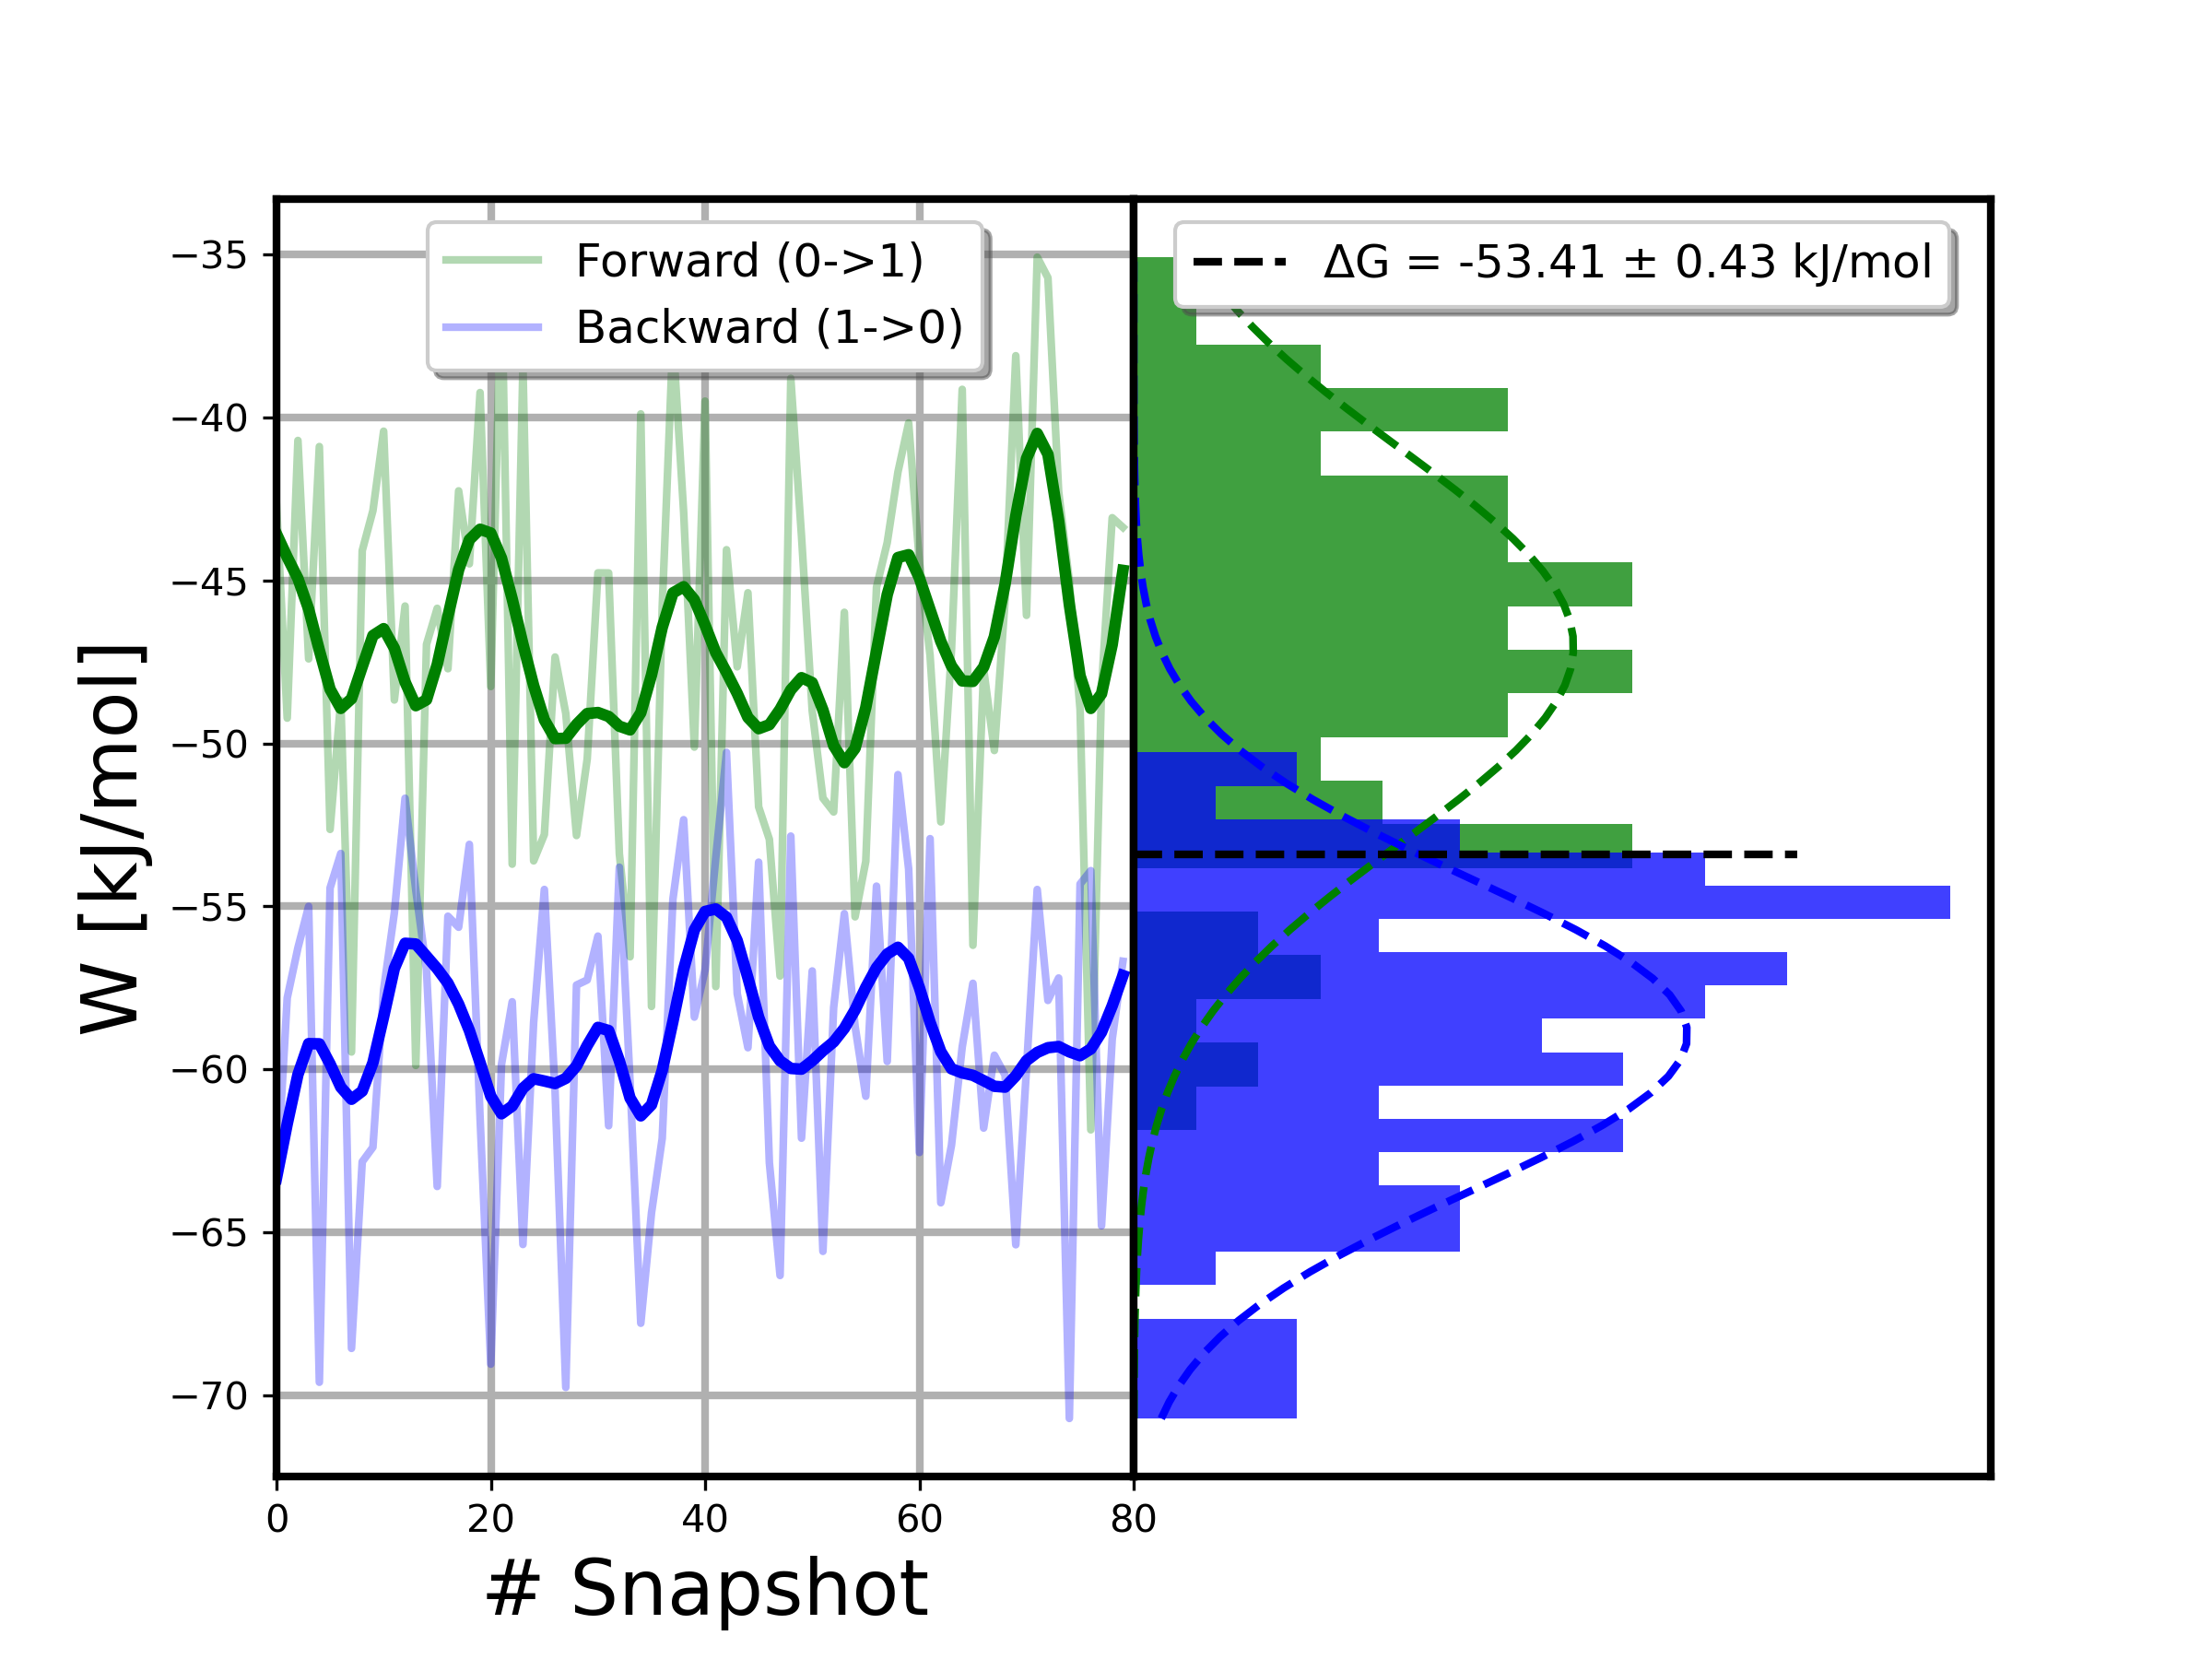 Forward (0->1)
Backward (1->0)
ΔG = -53.41 ± 0.43 kJ/mol
W [kJ/mol]
−35
−40
−45
−50
−55
−60
−65
−70
0 20 40 60 80
# Snapshot